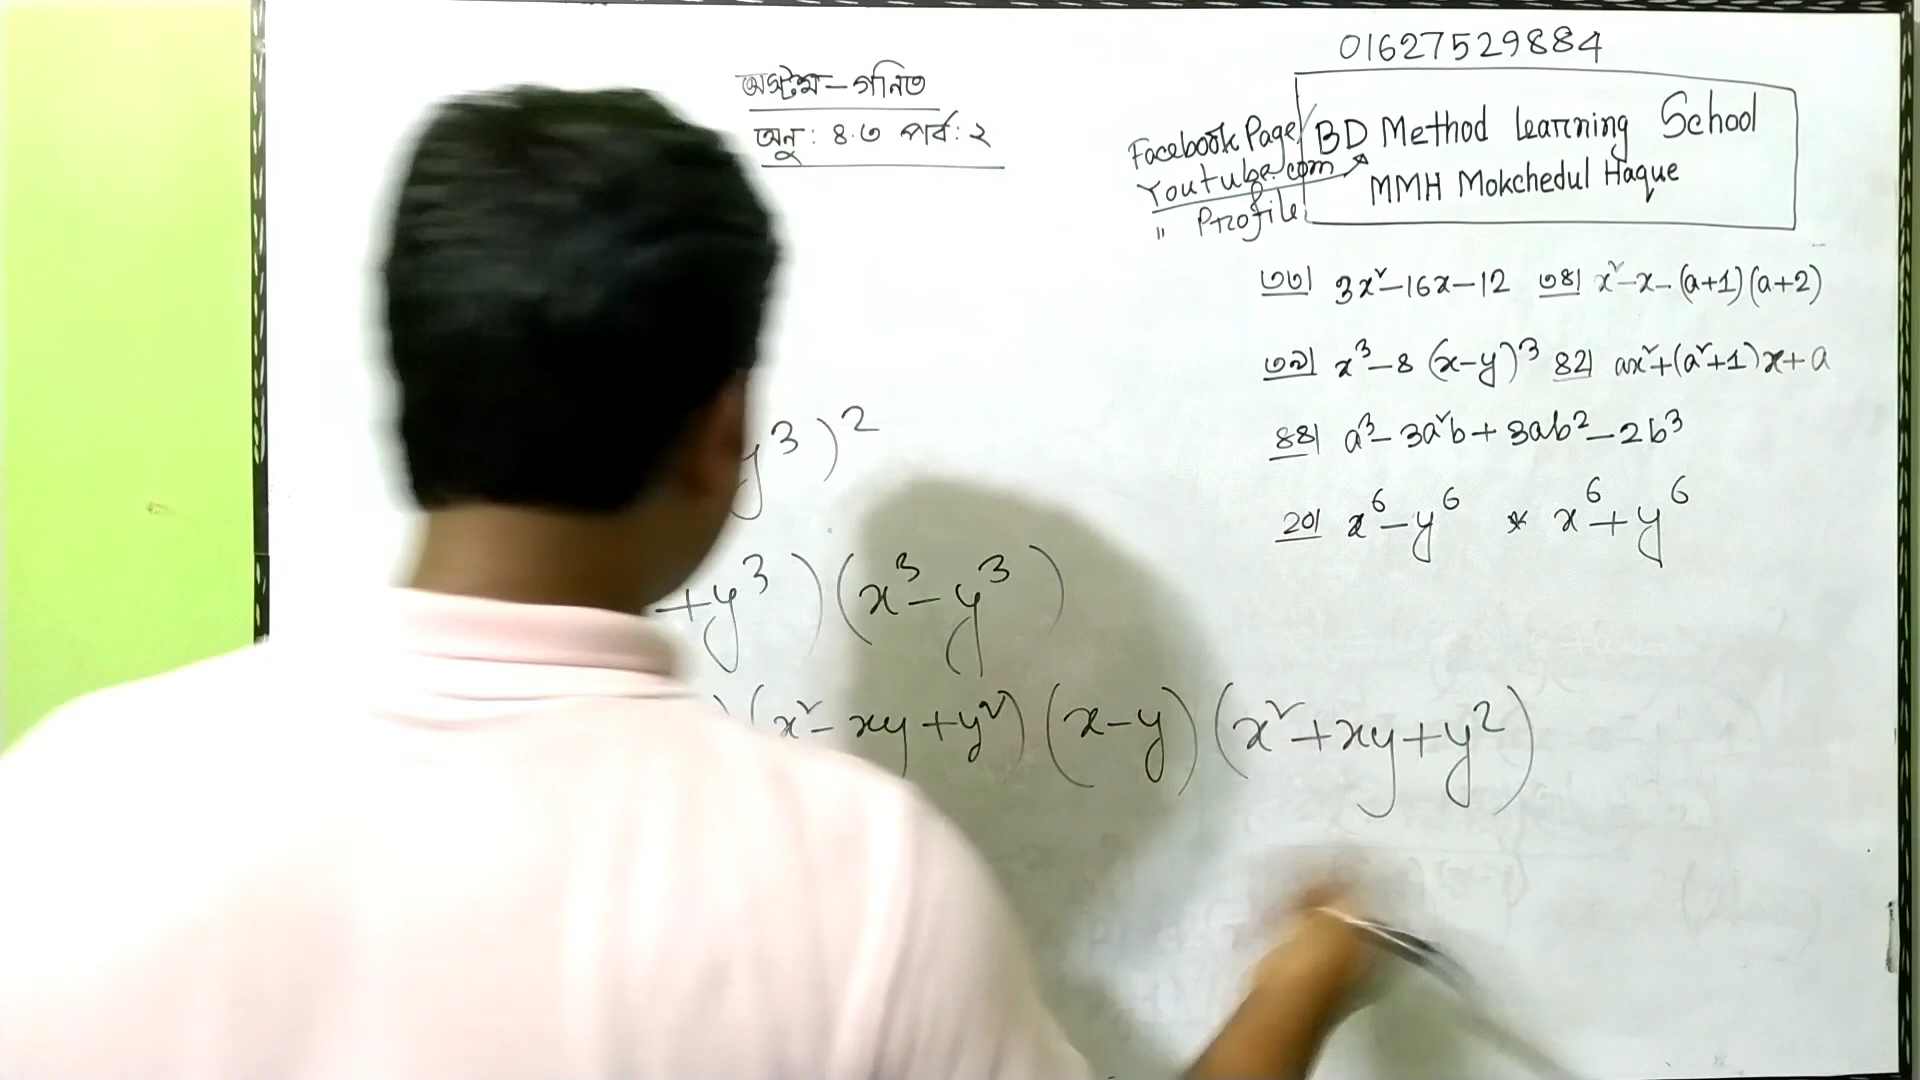 01627529884
অষ্টম – গনিত
অনু: ৪.৩ পর্ব: ২
Facebook Page/
Youtube.com
" Profile
BD Method Learning School
MMH Mokchedul Haque
৩৩| 3x²-16x-12 ৩৪| x²-x-(a+1)(a+2)
৩৯| x³-8(x-y)³ ৪২| ax²+(a²+1)x+a
৪৪| a³-3a²b+3ab²-2b³
২০| x⁶-y⁶ * x⁶+y⁶
y³)²
+y³)(x³-y³)
)(x²-xy+y²)(x-y)(x²+xy+y²)